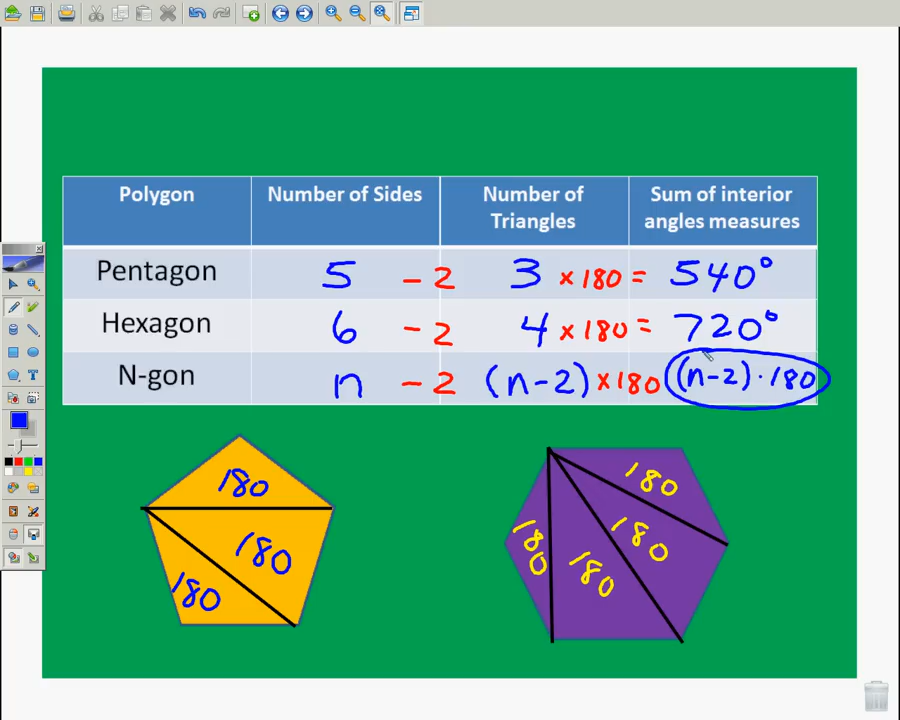 Polygon Number of Sides Number of Triangles Sum of interior angles measures
Pentagon 5 - 2 3 x 180 = 540°
Hexagon 6 - 2 4 x 180 = 720°
N-gon n - 2 (n-2) x 180 (n-2) · 180
180
180
180
180
180
180
180